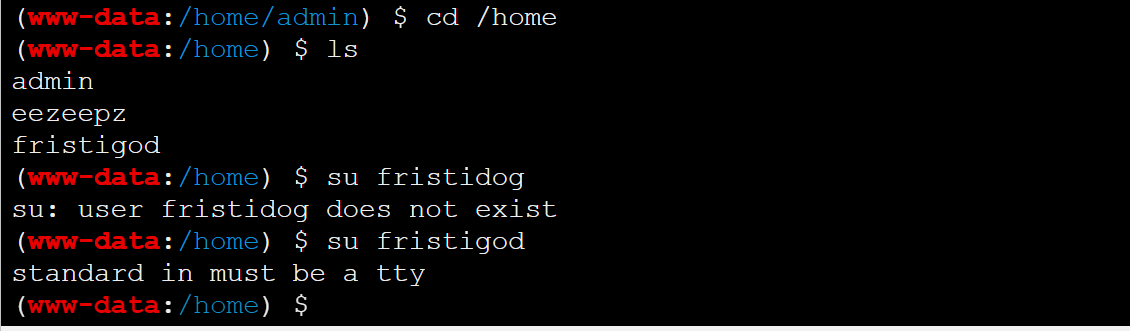 (www-data:/home/admin) $ cd /home
(www-data:/home) $ ls
admin
eezeepz
fristigod
(www-data:/home) $ su fristidog
su: user fristidog does not exist
(www-data:/home) $ su fristigod
standard in must be a tty
(www-data:/home) $